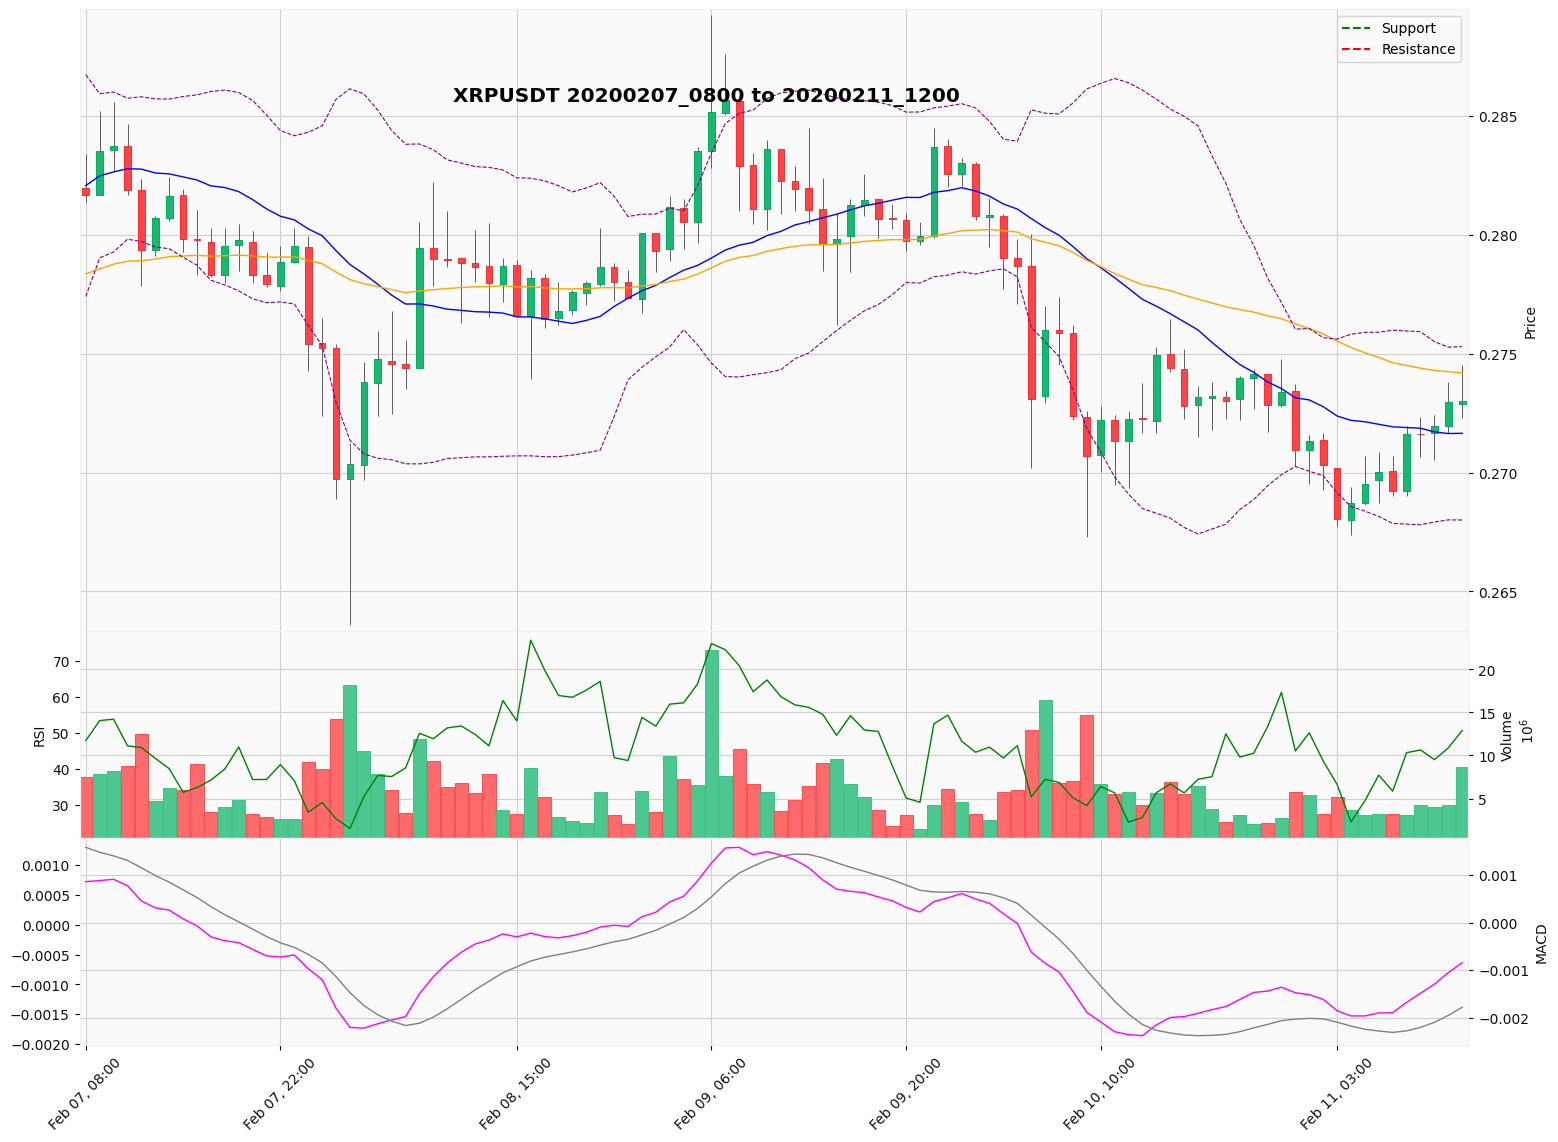 XRPUSDT 20200207_0800 to 20200211_1200
Support
Resistance
0.285
0.280
0.275
0.270
0.265
Price
70
60
50
40
30
RSI
20
15
10
5
Volume
10^6
0.0010
0.0005
0.0000
−0.0005
−0.0010
−0.0015
−0.0020
0.001
0.000
−0.001
−0.002
MACD
Feb 07, 08:00
Feb 07, 22:00
Feb 08, 15:00
Feb 09, 06:00
Feb 09, 20:00
Feb 10, 10:00
Feb 11, 03:00